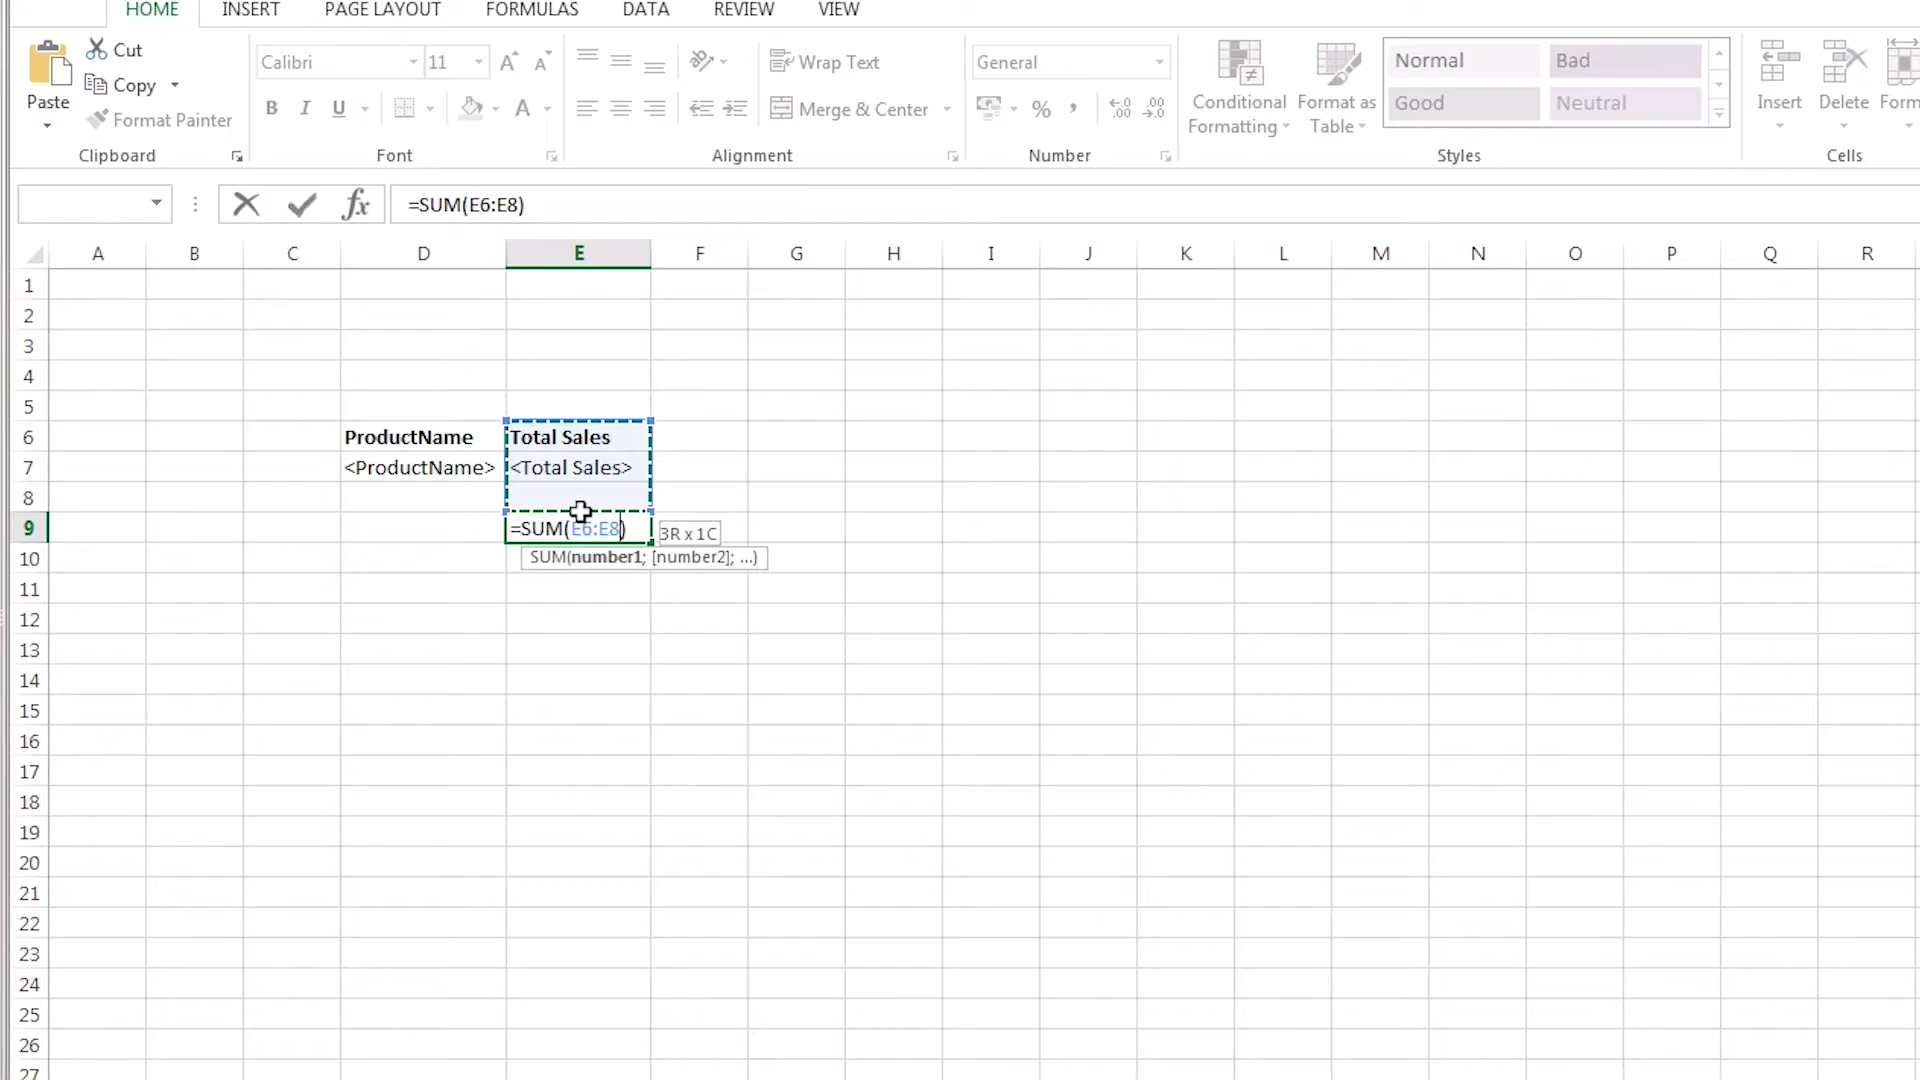 HOME INSERT PAGE LAYOUT FORMULAS DATA REVIEW VIEW
Paste
Cut
Copy
Format Painter
Clipboard
Calibri 11
B I U A
Font
Wrap Text
Merge & Center
Alignment
General
% , .00
Number
Conditional Formatting
Format as Table
Normal Bad
Good Neutral
Styles
Insert Delete Form
Cells
fx =SUM(E6:E8)
A B C D E F G H I J K L M N O P Q R
1
2
3
4
5
6 ProductName Total Sales
7 <ProductName> <Total Sales>
8
9 =SUM(E6:E8) 3R x 1C
10 SUM(number1; [number2]; ...)
11
12
13
14
15
16
17
18
19
20
21
22
23
24
25
26
27